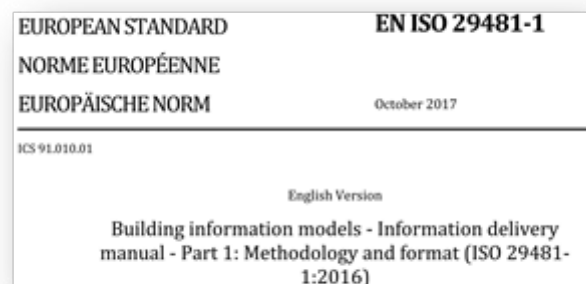 EUROPEAN STANDARD
EN ISO 29481-1
NORME EUROPÉENNE
EUROPÄISCHE NORM
October 2017
ICS 91.010.01
English Version
Building information models - Information delivery
manual - Part 1: Methodology and format (ISO 29481-
1:2016)